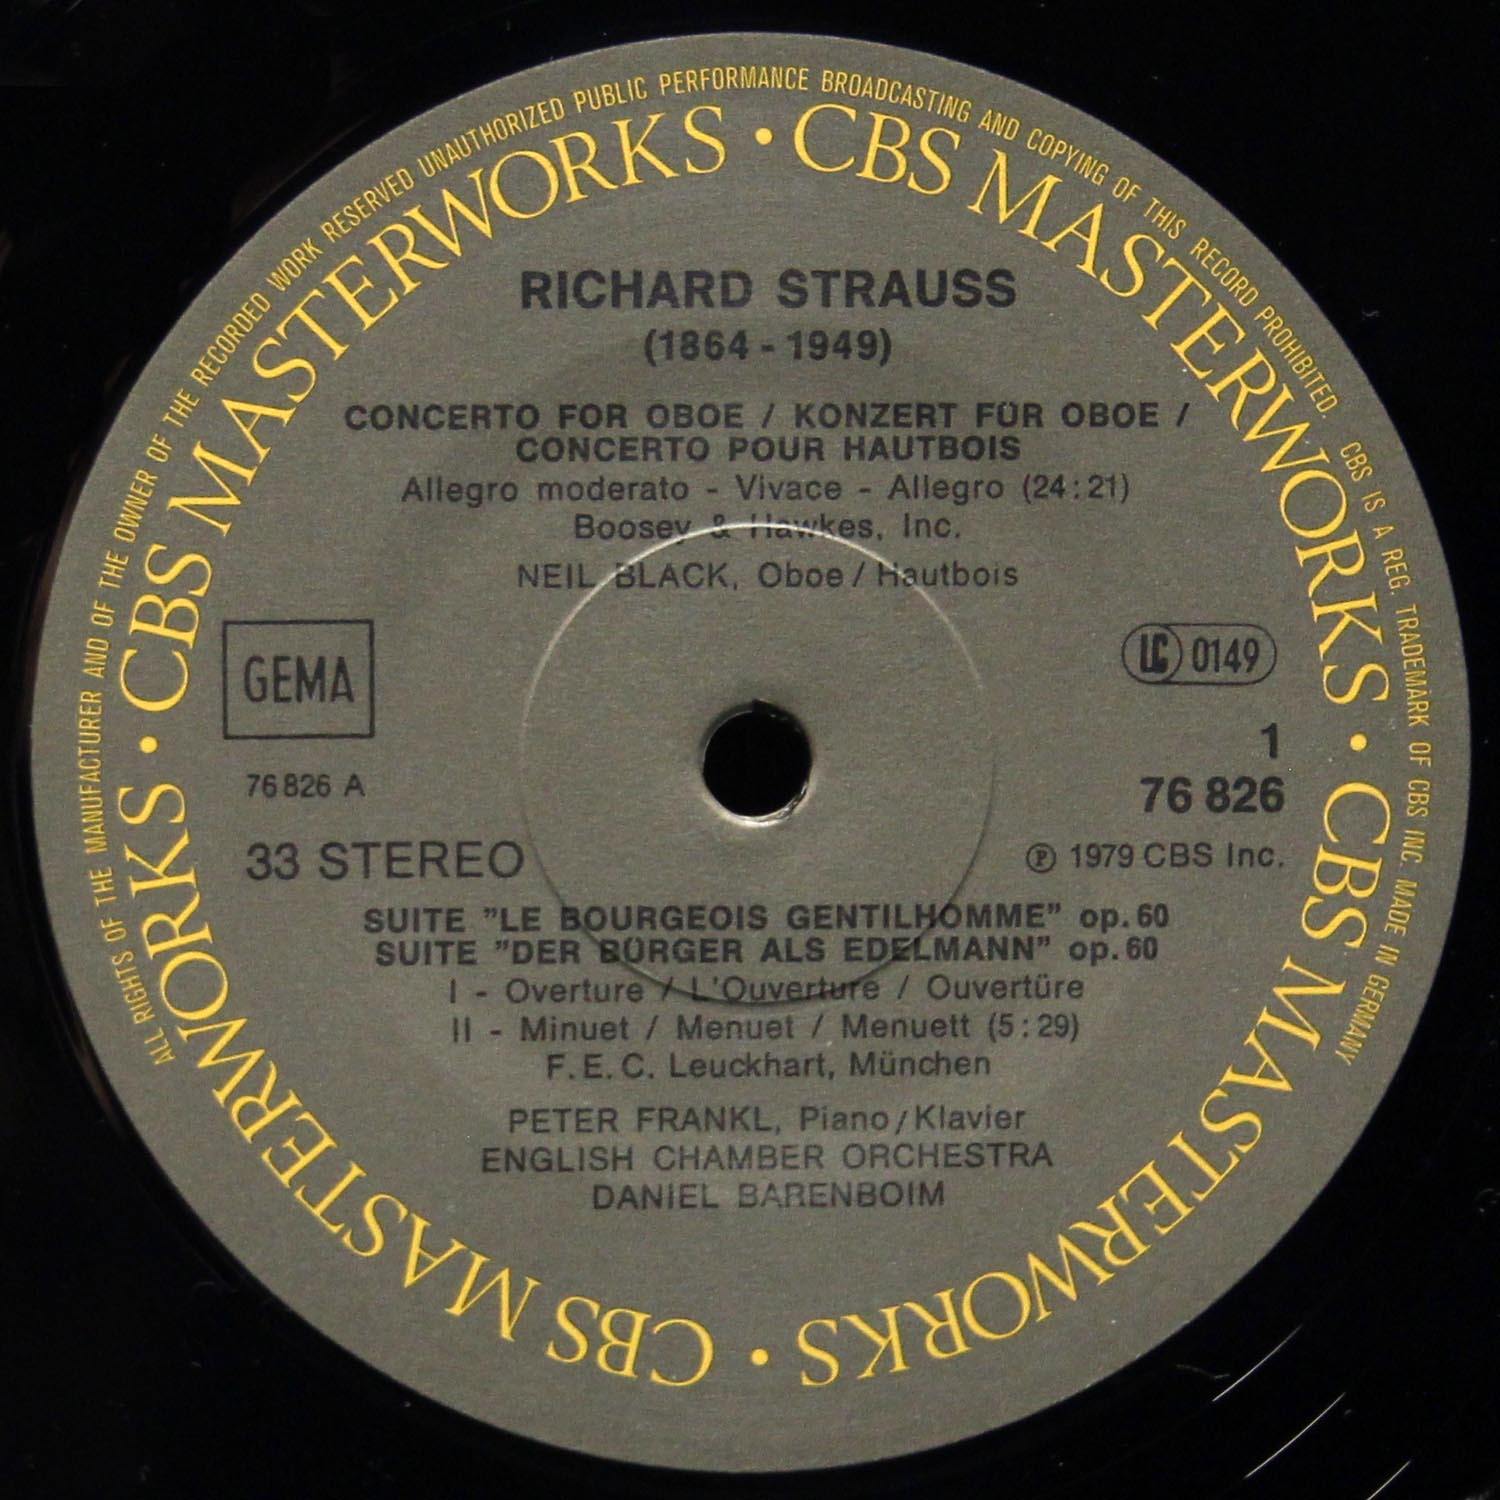 ALL RIGHTS OF THE MANUFACTURER AND OF THE OWNER OF THE RECORDED WORK RESERVED UNAUTHORIZED PUBLIC PERFORMANCE BROADCASTING AND COPYING OF THIS RECORD PROHIBITED. CBS IS A REG. TRADEMARK OF CBS INC. MADE IN GERMANY
CBS MASTERWORKS • CBS MASTERWORKS • CBS MASTERWORKS • CBS MASTERWORKS •
RICHARD STRAUSS
(1864 - 1949)
CONCERTO FOR OBOE / KONZERT FÜR OBOE /
CONCERTO POUR HAUTBOIS
Allegro moderato - Vivace - Allegro (24:21)
Boosey & Hawkes, Inc.
NEIL BLACK, Oboe / Hautbois
GEMA
LC 0149
1
76 826 A
76 826
33 STEREO
℗ 1979 CBS Inc.
SUITE "LE BOURGEOIS GENTILHOMME" op. 60
SUITE "DER BÜRGER ALS EDELMANN" op. 60
I - Overture / L'Ouverture / Ouvertüre
II - Minuet / Menuet / Menuett (5:29)
F. E. C. Leuckhart, München
PETER FRANKL, Piano / Klavier
ENGLISH CHAMBER ORCHESTRA
DANIEL BARENBOIM